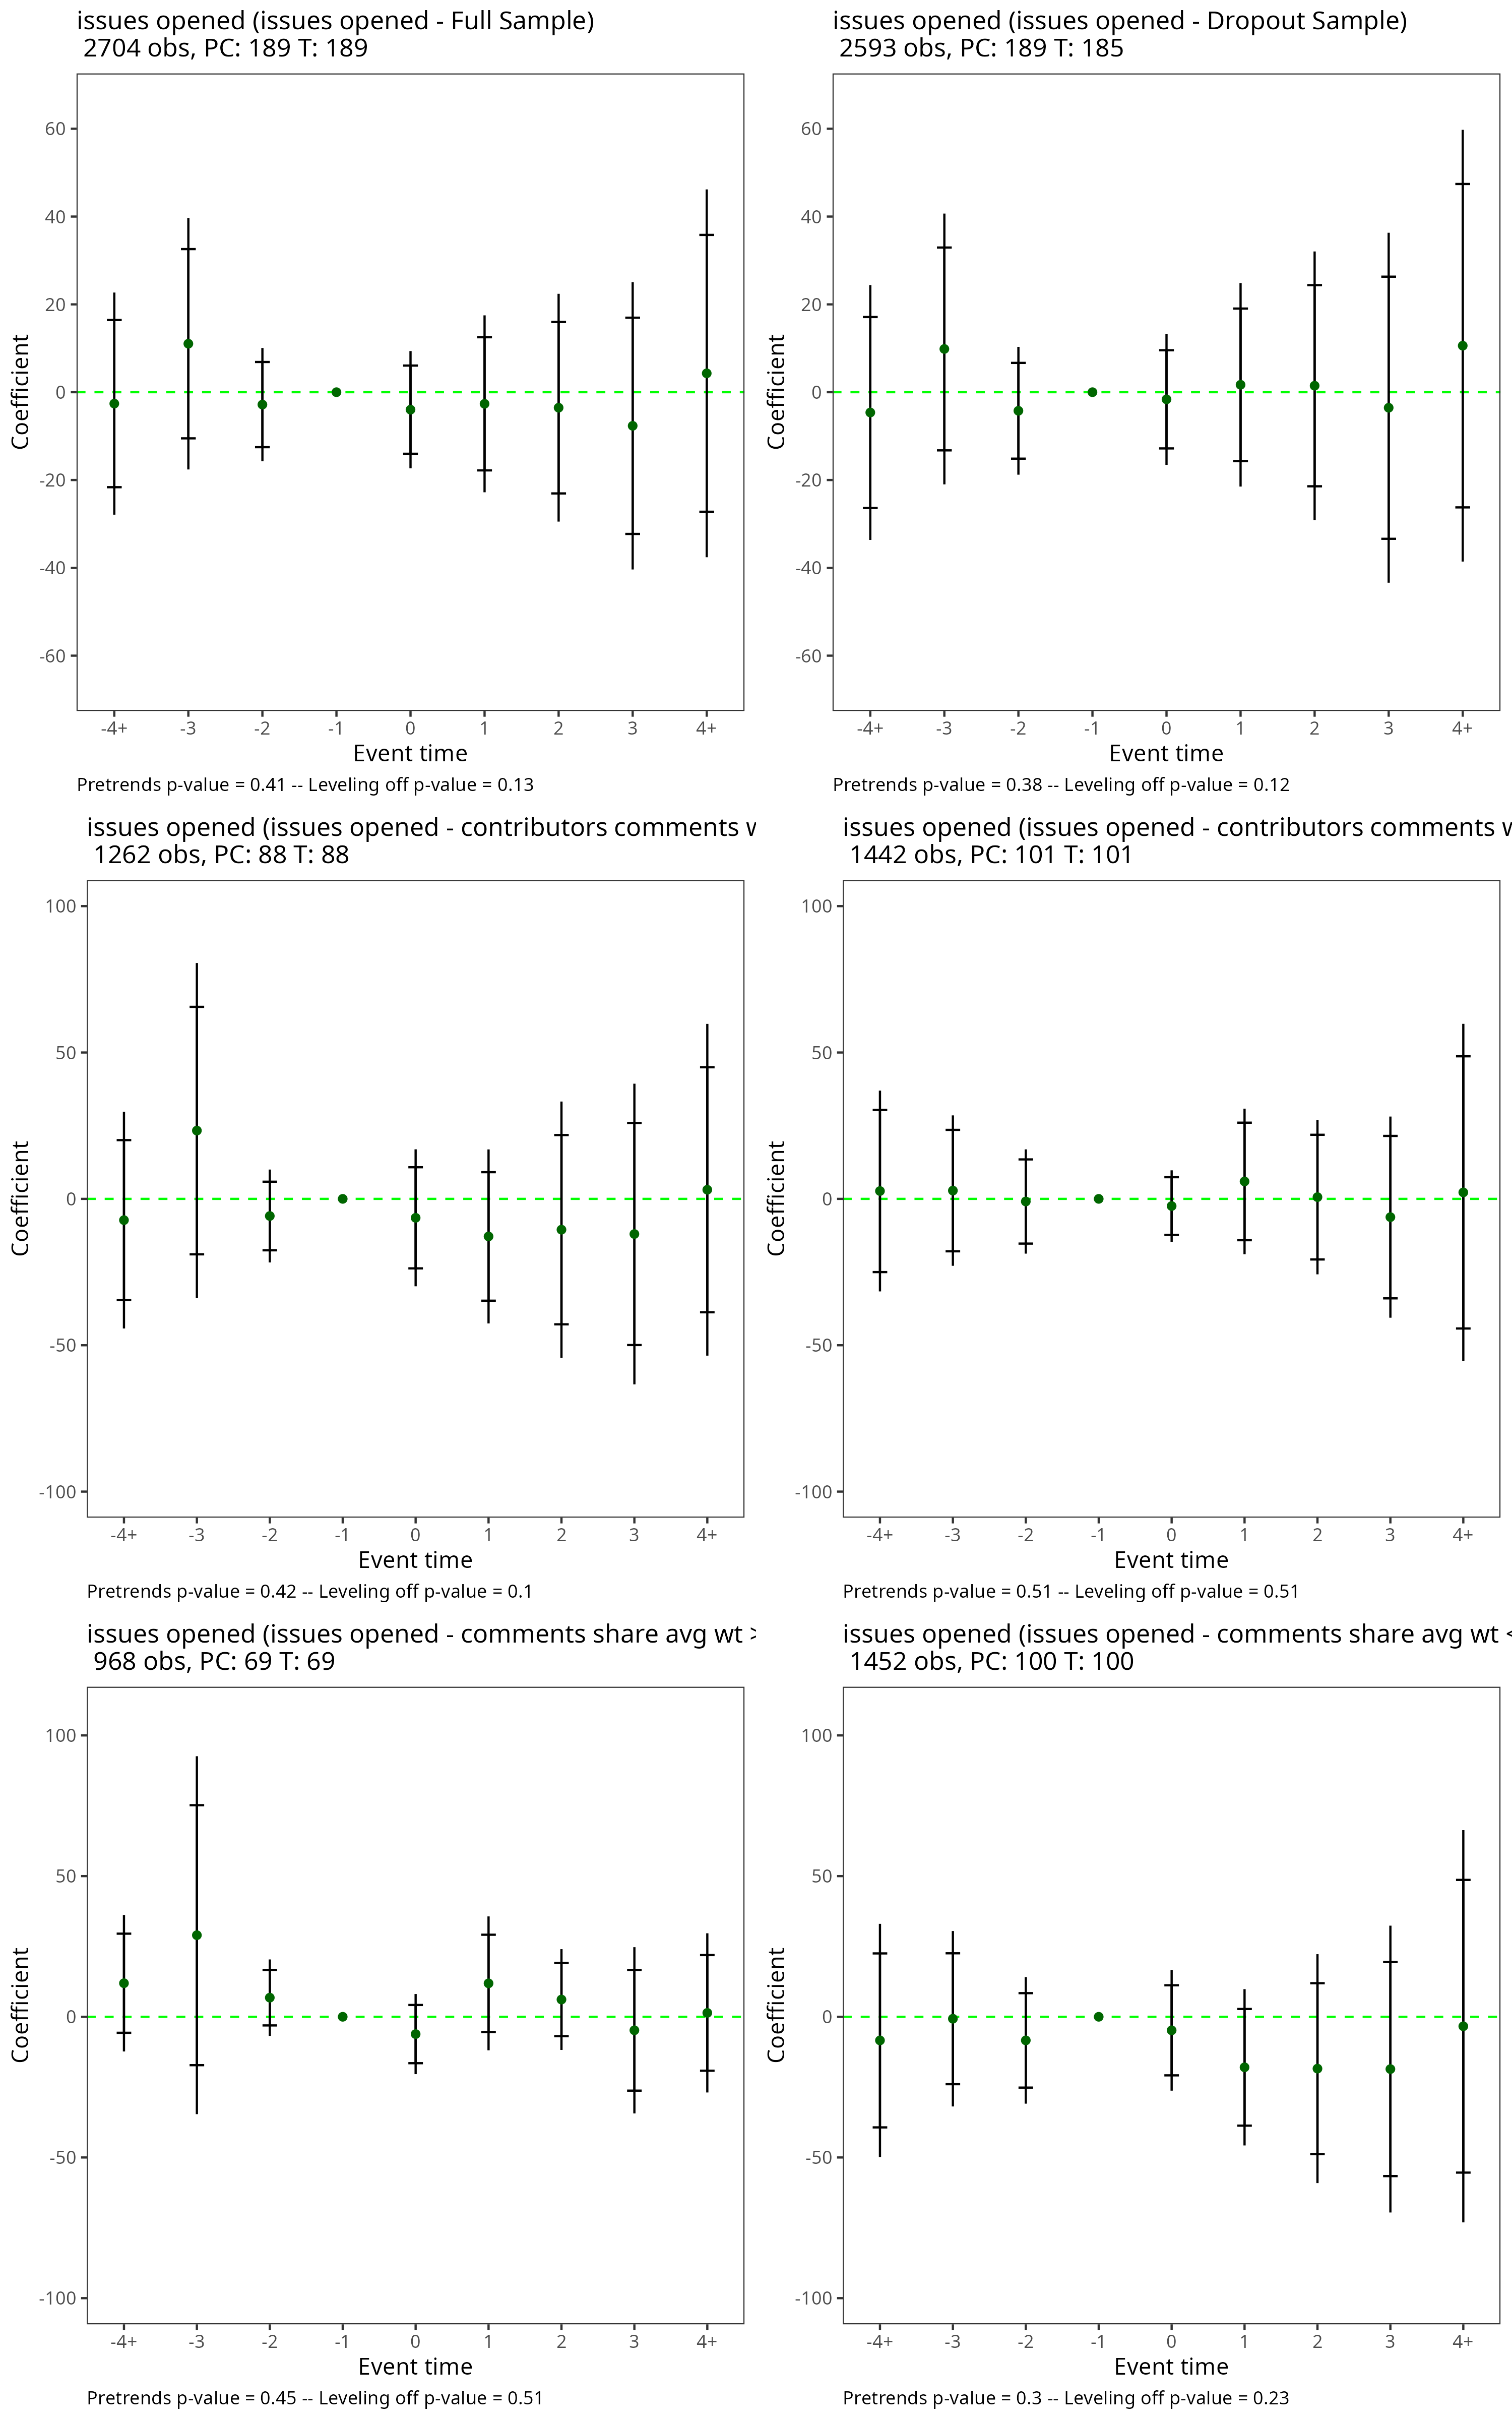 issues opened (issues opened - Full Sample)
2704 obs, PC: 189 T: 189
60
40
20
0
-20
-40
-60
Coefficient
-4+ -3 -2 -1 0 1 2 3 4+
Event time
Pretrends p-value = 0.41 -- Leveling off p-value = 0.13
issues opened (issues opened - Dropout Sample)
2593 obs, PC: 189 T: 185
60
40
20
0
-20
-40
-60
Coefficient
-4+ -3 -2 -1 0 1 2 3 4+
Event time
Pretrends p-value = 0.38 -- Leveling off p-value = 0.12
issues opened (issues opened - contributors comments
1262 obs, PC: 88 T: 88
100
50
0
-50
-100
Coefficient
-4+ -3 -2 -1 0 1 2 3 4+
Event time
Pretrends p-value = 0.42 -- Leveling off p-value = 0.1
issues opened (issues opened - contributors comments
1442 obs, PC: 101 T: 101
100
50
0
-50
-100
Coefficient
-4+ -3 -2 -1 0 1 2 3 4+
Event time
Pretrends p-value = 0.51 -- Leveling off p-value = 0.51
issues opened (issues opened - comments share avg wt >
968 obs, PC: 69 T: 69
100
50
0
-50
-100
Coefficient
-4+ -3 -2 -1 0 1 2 3 4+
Event time
Pretrends p-value = 0.45 -- Leveling off p-value = 0.51
issues opened (issues opened - comments share avg wt <
1452 obs, PC: 100 T: 100
100
50
0
-50
-100
Coefficient
-4+ -3 -2 -1 0 1 2 3 4+
Event time
Pretrends p-value = 0.3 -- Leveling off p-value = 0.23